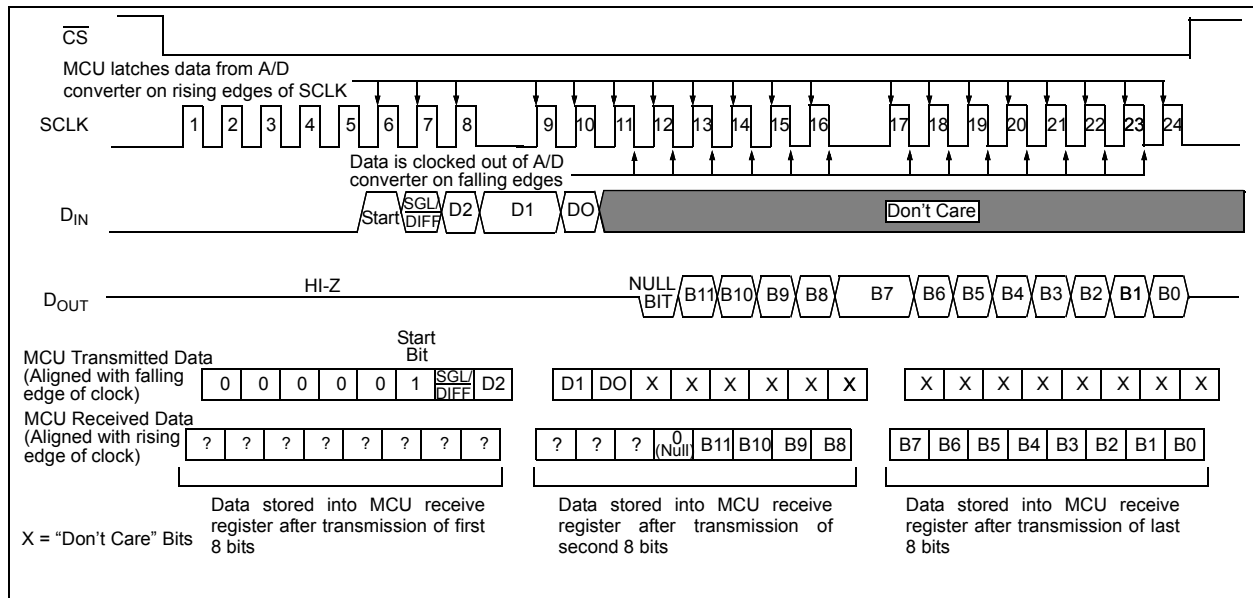 CS
MCU latches data from A/D
converter on rising edges of SCLK
SCLK
1 2 3 4 5 6 7 8 9 10 11 12 13 14 15 16 17 18 19 20 21 22 23 24
Data is clocked out of A/D
converter on falling edges
DIN
Start SGL/DIFF D2 D1 DO Don't Care
HI-Z
DOUT
NULL BIT B11 B10 B9 B8 B7 B6 B5 B4 B3 B2 B1 B0
Start
Bit
MCU Transmitted Data
(Aligned with falling
edge of clock)
0 0 0 0 0 1 SGL/DIFF D2 D1 DO X X X X X X X X X X X X X X
MCU Received Data
(Aligned with rising
edge of clock)
? ? ? ? ? ? ? ? ? ? ? 0 (Null) B11 B10 B9 B8 B7 B6 B5 B4 B3 B2 B1 B0
Data stored into MCU receive
register after transmission of first
8 bits
Data stored into MCU receive
register after transmission of
second 8 bits
Data stored into MCU receive
register after transmission of last
8 bits
X = “Don't Care” Bits